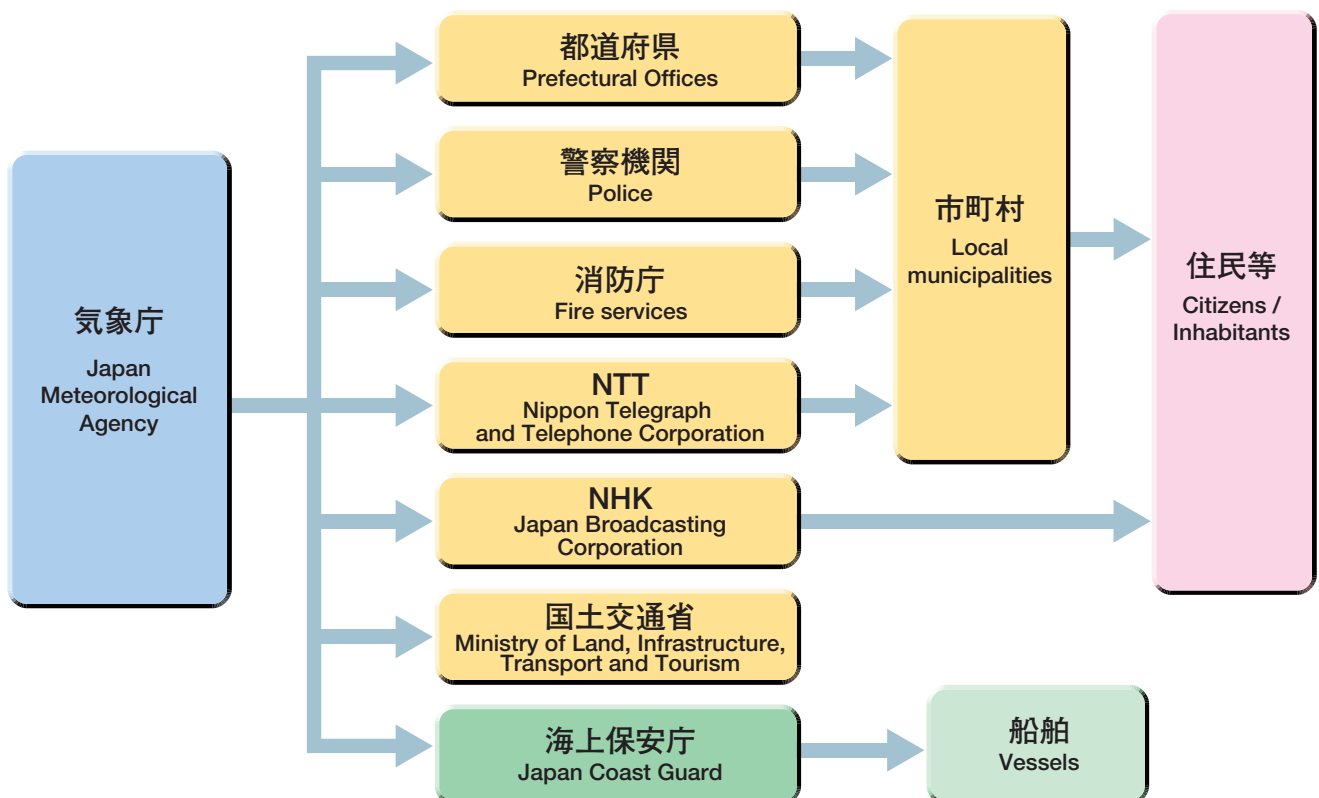 気象庁
Japan
Meteorological
Agency
都道府県
Prefectural Offices
警察機関
Police
消防庁
Fire services
NTT
Nippon Telegraph
and Telephone Corporation
NHK
Japan Broadcasting
Corporation
国土交通省
Ministry of Land, Infrastructure,
Transport and Tourism
海上保安庁
Japan Coast Guard
市町村
Local
municipalities
住民等
Citizens /
Inhabitants
船舶
Vessels